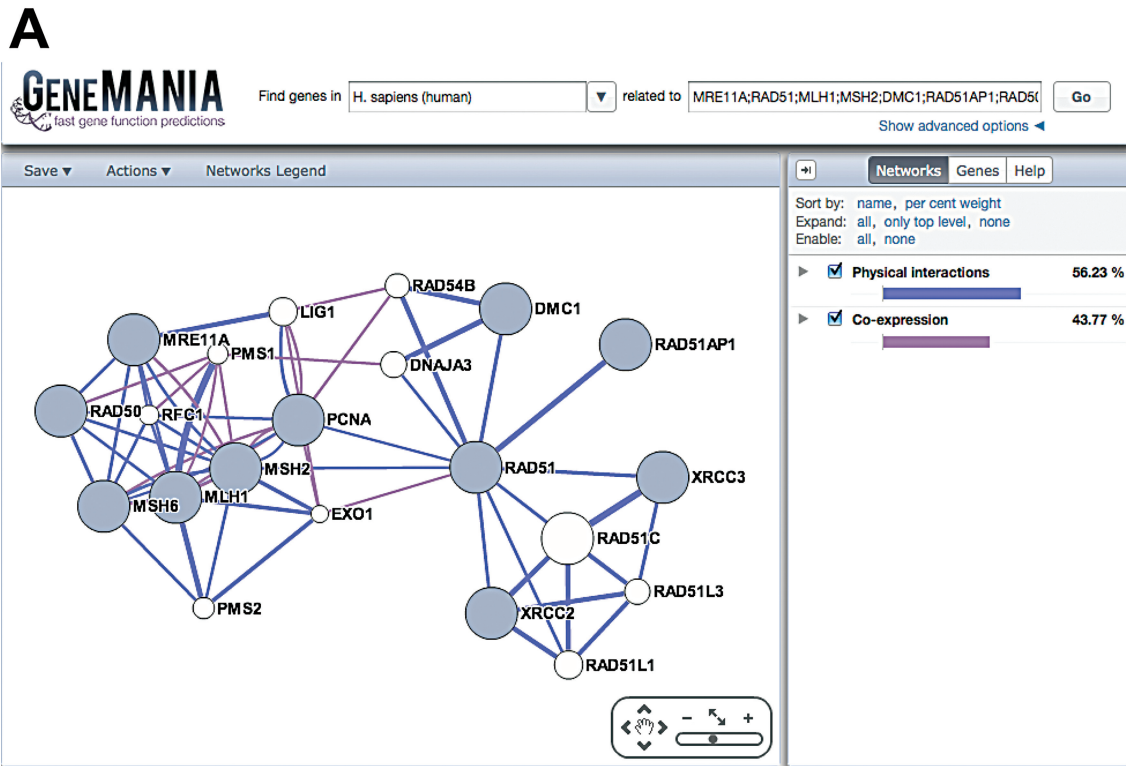 A
GENEMANIA
fast gene function predictions
Find genes in H. sapiens (human) ▼ related to MRE11A;RAD51;MLH1;MSH2;DMC1;RAD51AP1;RAD50 Go
Show advanced options ◀
Save ▼ Actions ▼ Networks Legend
Networks Genes Help
Sort by: name, per cent weight
Expand: all, only top level, none
Enable: all, none
Physical interactions 56.23 %
Co-expression 43.77 %
RAD54B
LIG1
DMC1
MRE11A
RAD51AP1
PMS1
DNAJA3
RAD50
RFC1
PCNA
MSH2
RAD51
XRCC3
MLH1
MSH6
EXO1
RAD51C
RAD51L3
PMS2
XRCC2
RAD51L1